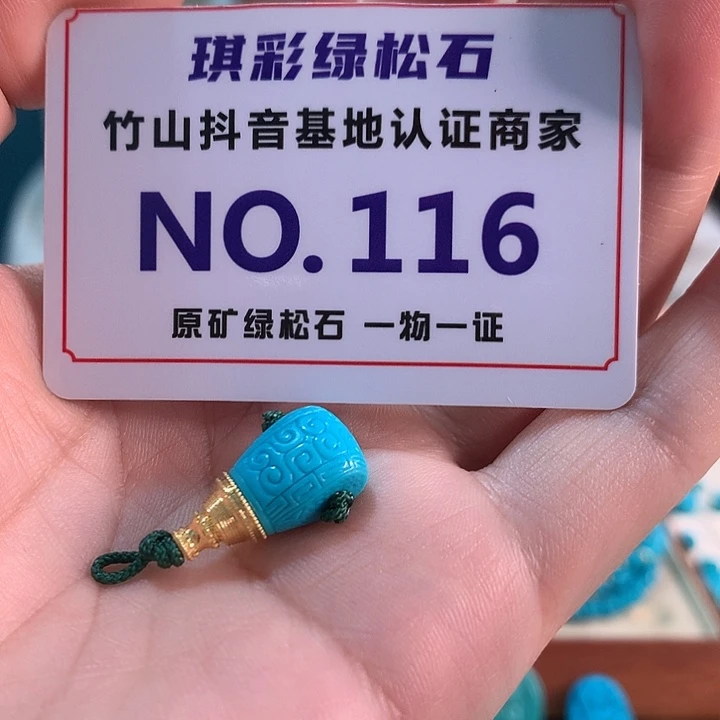 琪彩绿松石
竹山抖音基地认证商家
NO.116
原矿绿松石 一物一证